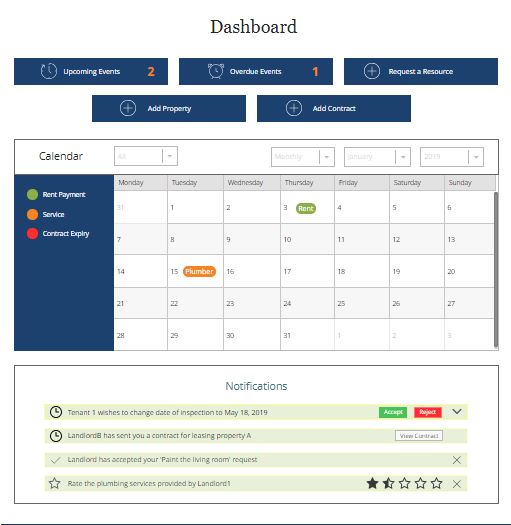 Dashboard
Upcoming Events 2
Overdue Events 1
Request a Resource
Add Property
Add Contract
Calendar
All
Monthly
January
2019
Rent Payment
Service
Contract Expiry
Monday Tuesday Wednesday Thursday Friday Saturday Sunday
31 1 2 3 Rent 4 5 6
7 8 9 10 11 12 13
14 15 Plumber 16 17 18 19 20
21 22 23 24 25 26 27
28 29 30 31 1 2 3
Notifications
Tenant 1 wishes to change date of inspection to May 18, 2019 Accept Reject
LandlordB has sent you a contract for leasing property A View Contract
Landlord has accepted your 'Paint the living room' request
Rate the plumbing services provided by Landlord1